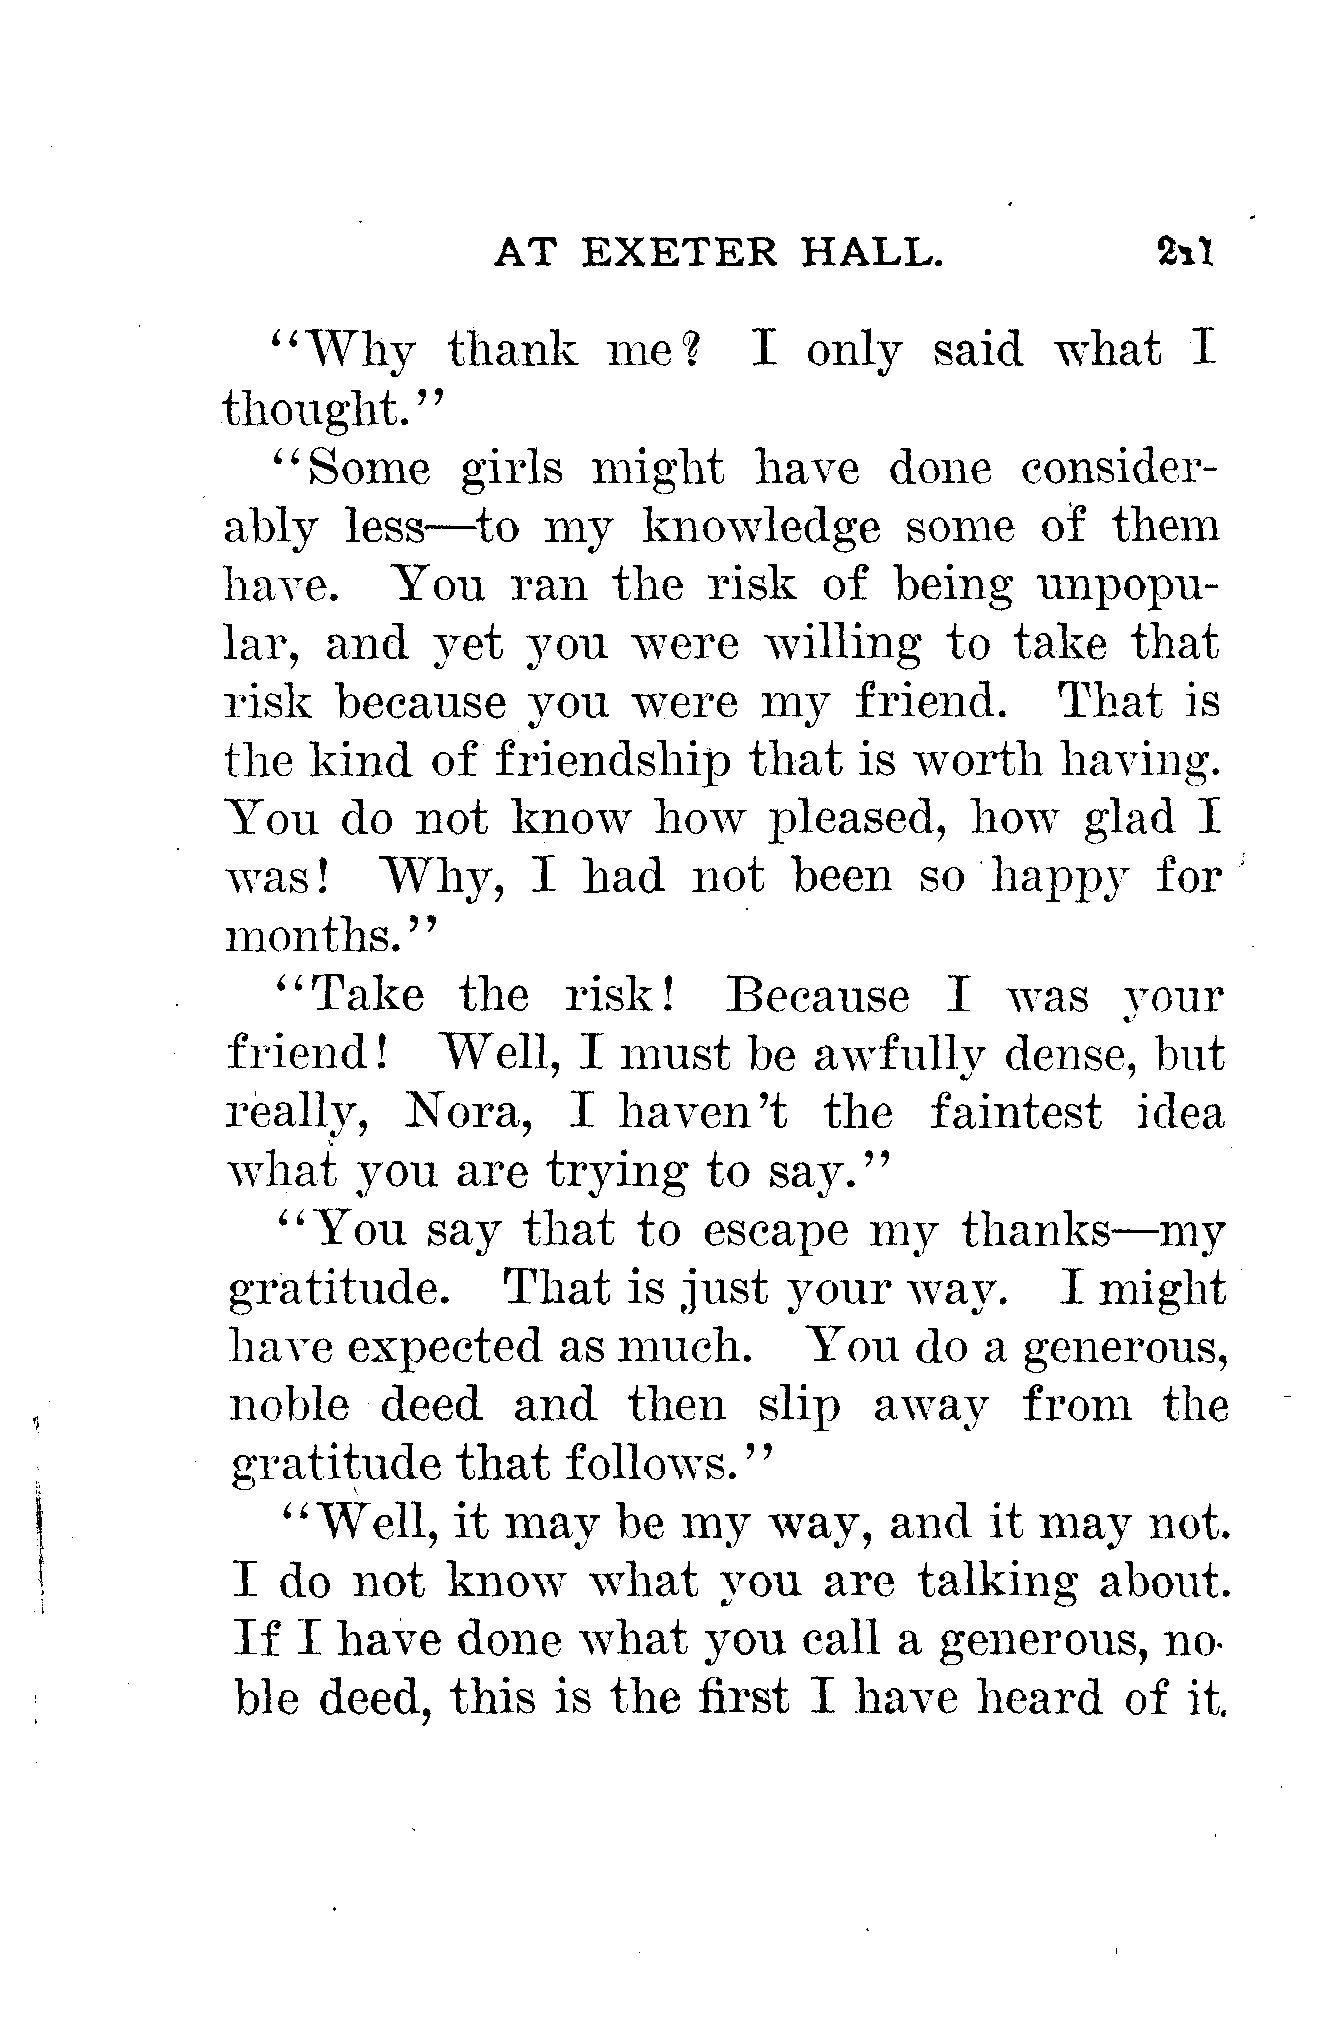 AT EXETER HALL.
“Why thank me? I only said what I
thought.”
“Some girls might have done consider-
ably less—to my knowledge some of them
have. You ran the risk of being unpopu-
lar, and yet you were willing to take that
risk because you were my friend. That is
the kind of friendship that is worth having.
You do not know how pleased, how glad I
was! Why, I had not been so happy for
months.”
“Take the risk! Because I was your
friend! Well, I must be awfully dense, but
really, Nora, I haven’t the faintest idea
what you are trying to say.”
“You say that to escape my thanks—my
gratitude. That is just your way. I might
have expected as much. You do a generous,
noble deed and then slip away from the
gratitude that follows.”
“Well, it may be my way, and it may not.
I do not know what you are talking about.
If I have done what you call a generous, no-
ble deed, this is the first I have heard of it.